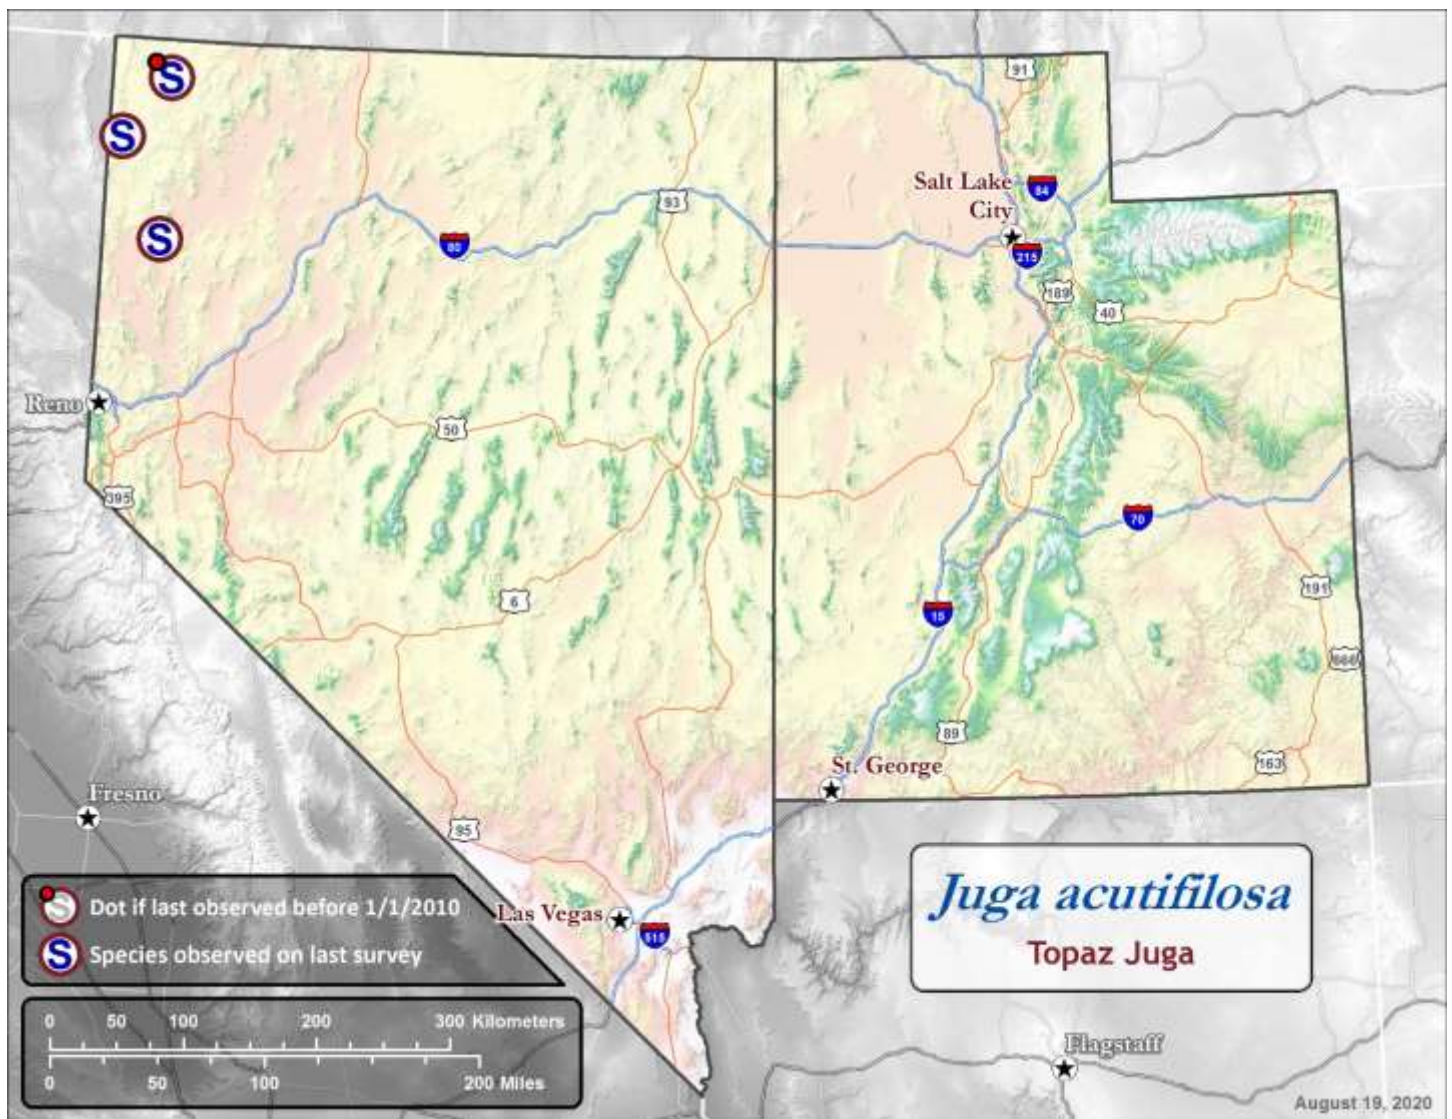 S
91
S
Salt Lake
City
84
93
S
80
215
189
40
Reno
50
395
70
6
191
15
666
89
163
St. George
Fresno
95
Las Vegas
515
Dot if last observed before 1/1/2010
S
Species observed on last survey
S
Juga acutifilosa
Topaz Juga
0 50 100 200 300 Kilometers
0 50 100 200 Miles
Flagstaff
August 19, 2020